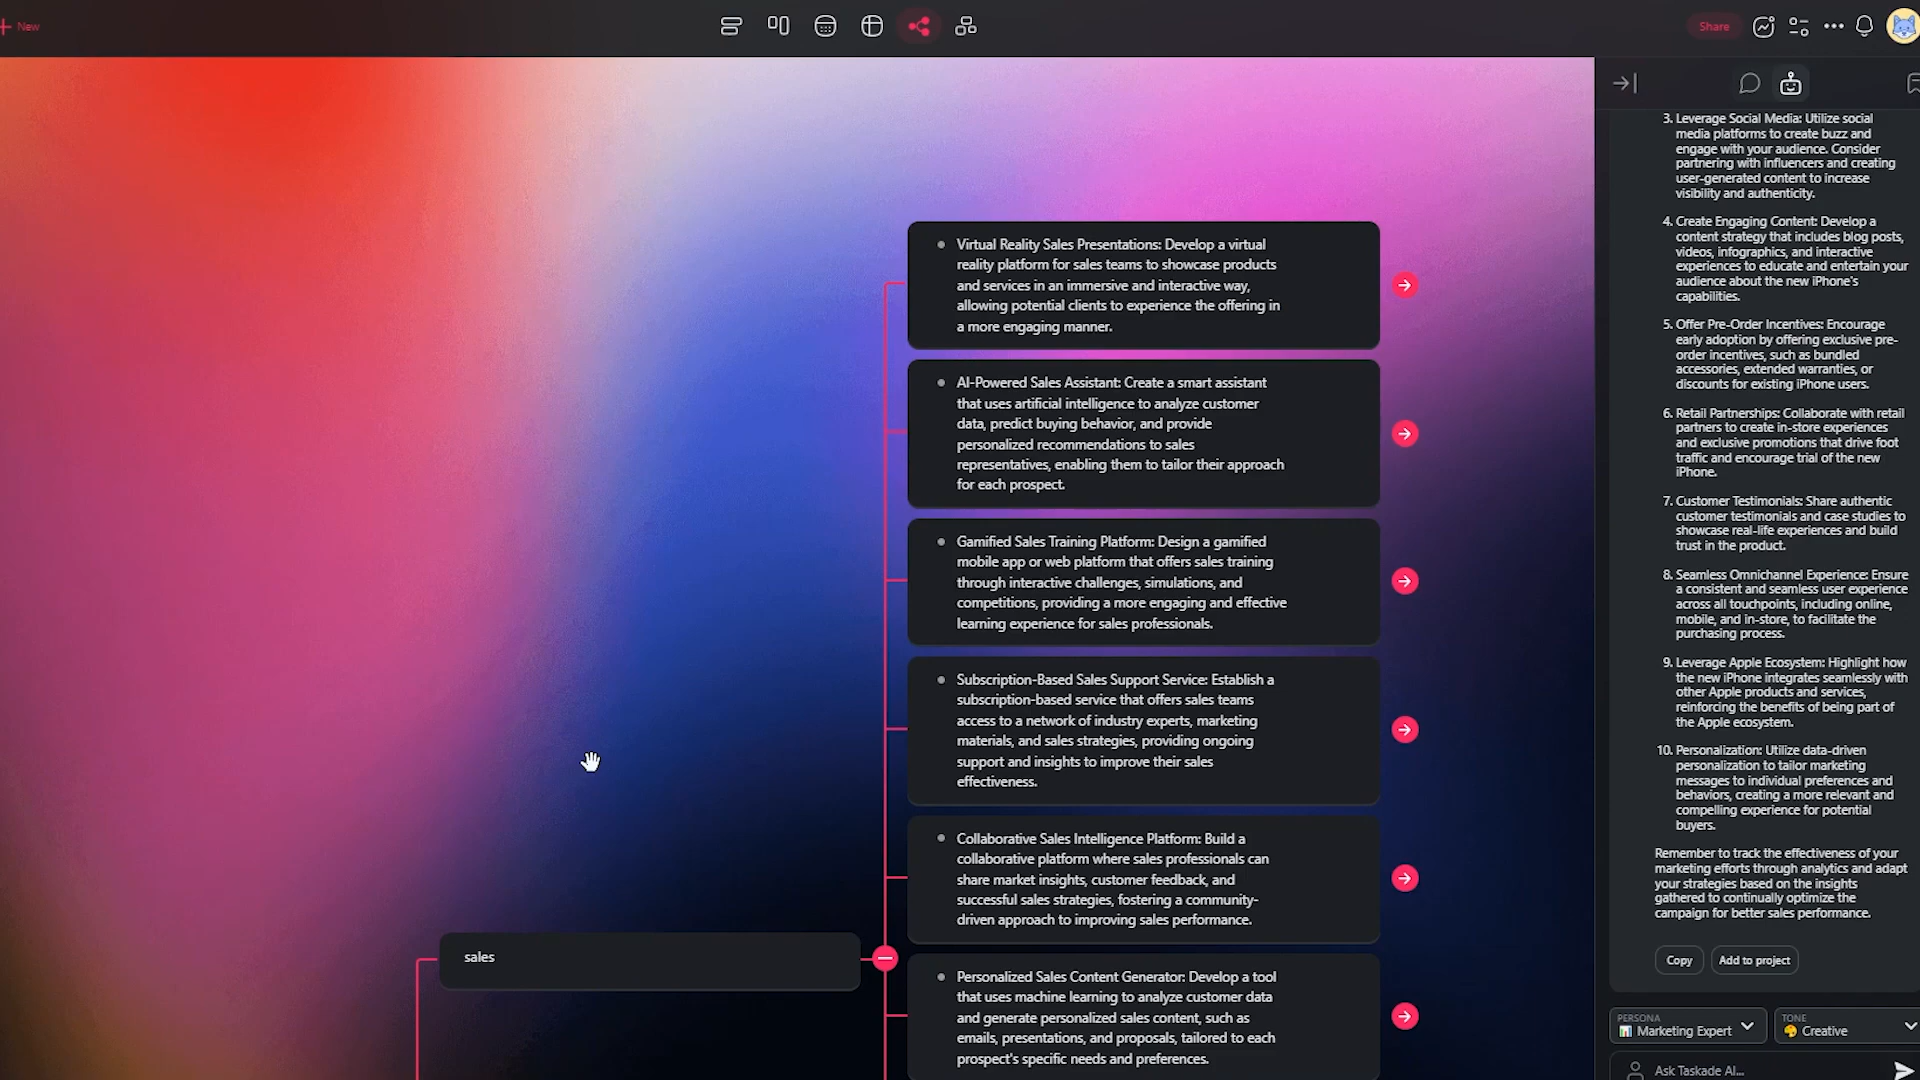 New
Share
Virtual Reality Sales Presentations: Develop a virtual
reality platform for sales teams to showcase products
and services in an immersive and interactive way,
allowing potential clients to experience the offering in
a more engaging manner.
AI-Powered Sales Assistant: Create a smart assistant
that uses artificial intelligence to analyze customer
data, predict buying behavior, and provide
personalized recommendations to sales
representatives, enabling them to tailor their approach
for each prospect.
Gamified Sales Training Platform: Design a gamified
mobile app or web platform that offers sales training
through interactive challenges, simulations, and
competitions, providing a more engaging and effective
learning experience for sales professionals.
Subscription-Based Sales Support Service: Establish a
subscription-based service that offers sales teams
access to a network of industry experts, marketing
materials, and sales strategies, providing ongoing
support and insights to improve their sales
effectiveness.
Collaborative Sales Intelligence Platform: Build a
collaborative platform where sales professionals can
share market insights, customer feedback, and
successful sales strategies, fostering a community-
driven approach to improving sales performance.
sales
Personalized Sales Content Generator: Develop a tool
that uses machine learning to analyze customer data
and generate personalized sales content, such as
emails, presentations, and proposals, tailored to each
prospect's specific needs and preferences.
3. Leverage Social Media: Utilize social
media platforms to create buzz and
engage with your audience. Consider
partnering with influencers and creating
user-generated content to increase
visibility and authenticity.
4. Create Engaging Content: Develop a
content strategy that includes blog posts,
videos, infographics, and interactive
experiences to educate and entertain your
audience about the new iPhone's
capabilities.
5. Offer Pre-Order Incentives: Encourage
early adoption by offering exclusive pre-
order incentives, such as bundled
accessories, extended warranties, or
discounts for existing iPhone users.
6. Retail Partnerships: Collaborate with retail
partners to create in-store experiences
and exclusive promotions that drive foot
traffic and encourage trial of the new
iPhone.
7. Customer Testimonials: Share authentic
customer testimonials and case studies to
showcase real-life experiences and build
trust in the product.
8. Seamless Omnichannel Experience: Ensure
a consistent and seamless user experience
across all touchpoints, including online,
mobile, and in-store, to facilitate the
purchasing process.
9. Leverage Apple Ecosystem: Highlight how
the new iPhone integrates seamlessly with
other Apple products and services,
reinforcing the benefits of being part of
the Apple ecosystem.
10. Personalization: Utilize data-driven
personalization to tailor marketing
messages to individual preferences and
behaviors, creating a more relevant and
compelling experience for potential
buyers.
Remember to track the effectiveness of your
marketing efforts through analytics and adapt
your strategies based on the insights
gathered to continually optimize the
campaign for better sales performance.
Copy Add to project
PERSONA TONE
Marketing Expert Creative
Ask Taskade AI...